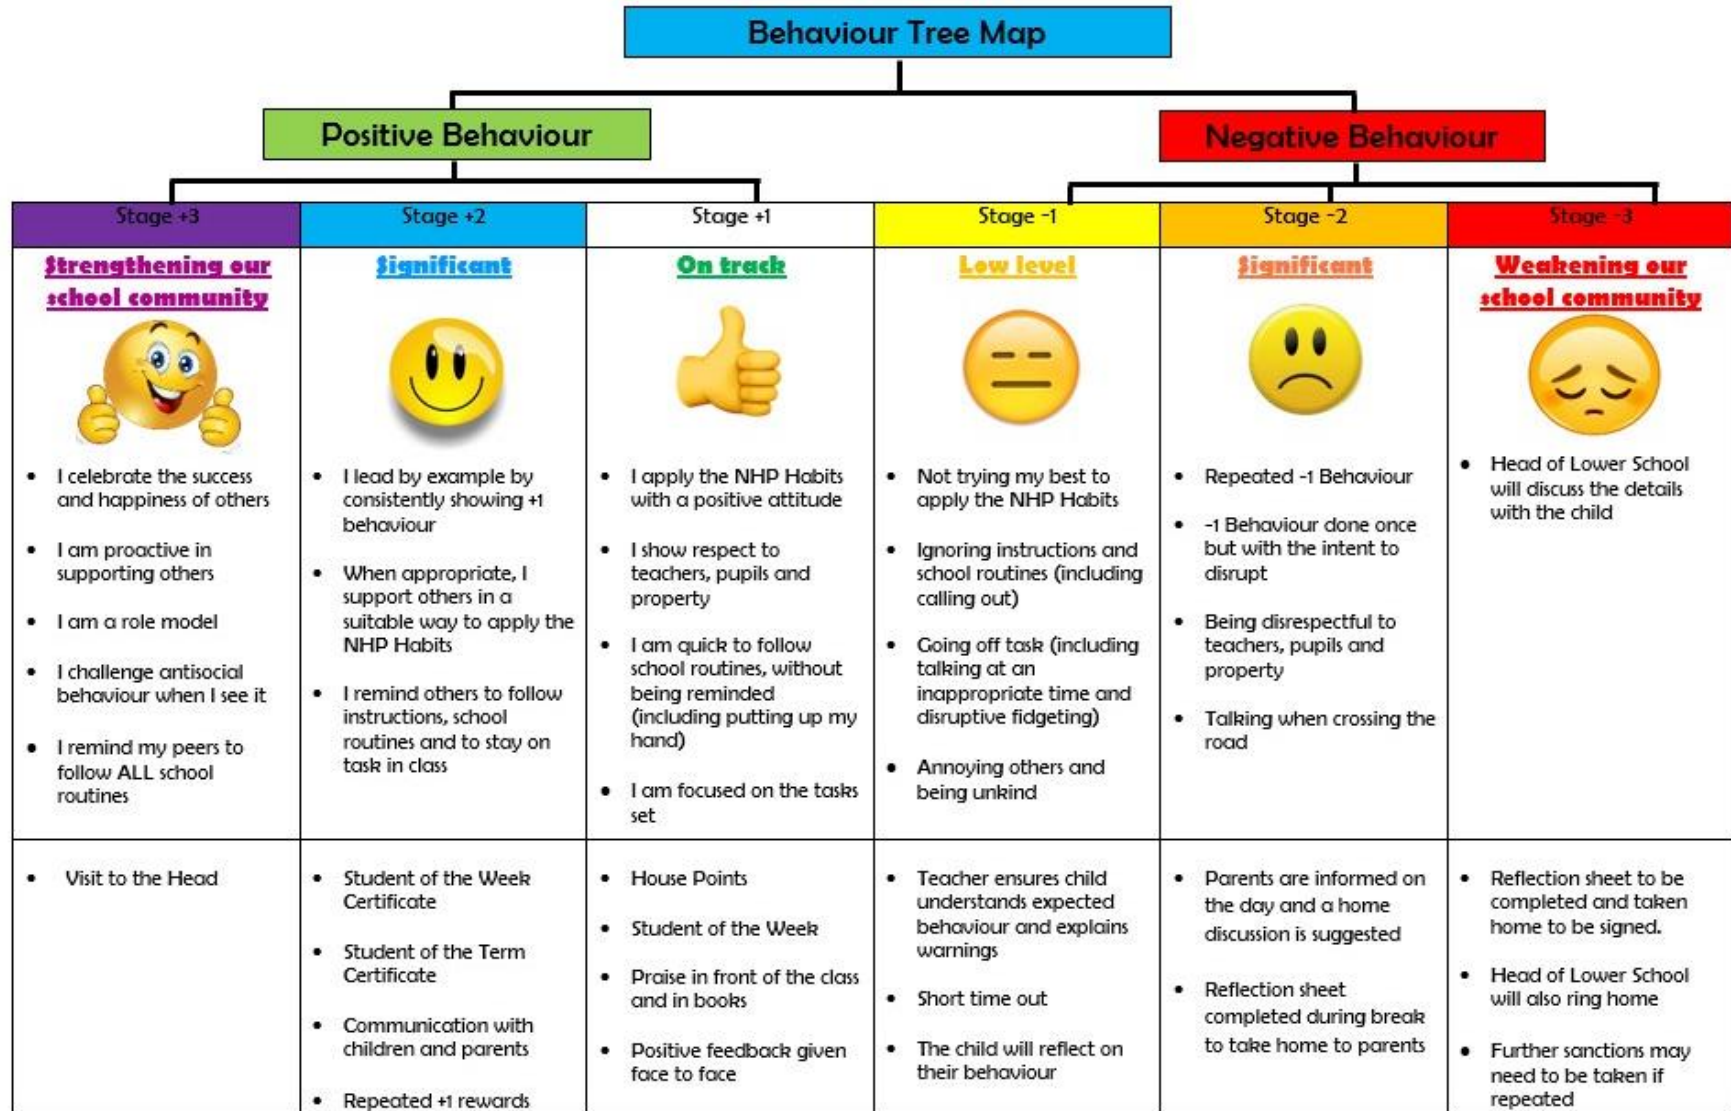 Behaviour Tree Map
Positive Behaviour
Negative Behaviour
Stage +3
Stage +2
Stage +1
Stage -1
Stage -2
Stage -3
Strengthening our
school community
• I celebrate the success
and happiness of others
• I am proactive in
supporting others
• I am a role model
• I challenge antisocial
behaviour when I see it
• I remind my peers to
follow ALL school
routines
Significant
• I lead by example by
consistently showing +1
behaviour
• When appropriate, I
support others in a
suitable way to apply the
NHP Habits
• I remind others to follow
instructions, school
routines and to stay on
task in class
On track
• I apply the NHP Habits
with a positive attitude
• I show respect to
teachers, pupils and
property
• I am quick to follow
school routines, without
being reminded
(including putting up my
hand)
• I am focused on the tasks
set
Low level
• Not trying my best to
apply the NHP Habits
• Ignoring instructions and
school routines (including
calling out)
• Going off task (including
talking at an
inappropriate time and
disruptive fidgeting)
• Annoying others and
being unkind
Significant
• Repeated -1 Behaviour
• -1 Behaviour done once
but with the intent to
disrupt
• Being disrespectful to
teachers, pupils and
property
• Talking when crossing the
road
Weakening our
school community
• Head of Lower School
will discuss the details
with the child
• Visit to the Head
• Student of the Week
Certificate
• Student of the Term
Certificate
• Communication with
children and parents
• Repeated +1 rewards
• House Points
• Student of the Week
• Praise in front of the class
and in books
• Positive feedback given
face to face
• Teacher ensures child
understands expected
behaviour and explains
warnings
• Short time out
• The child will reflect on
their behaviour
• Parents are informed on
the day and a home
discussion is suggested
• Reflection sheet
completed during break
to take home to parents
• Reflection sheet to be
completed and taken
home to be signed.
• Head of Lower School
will also ring home
• Further sanctions may
need to be taken if
repeated